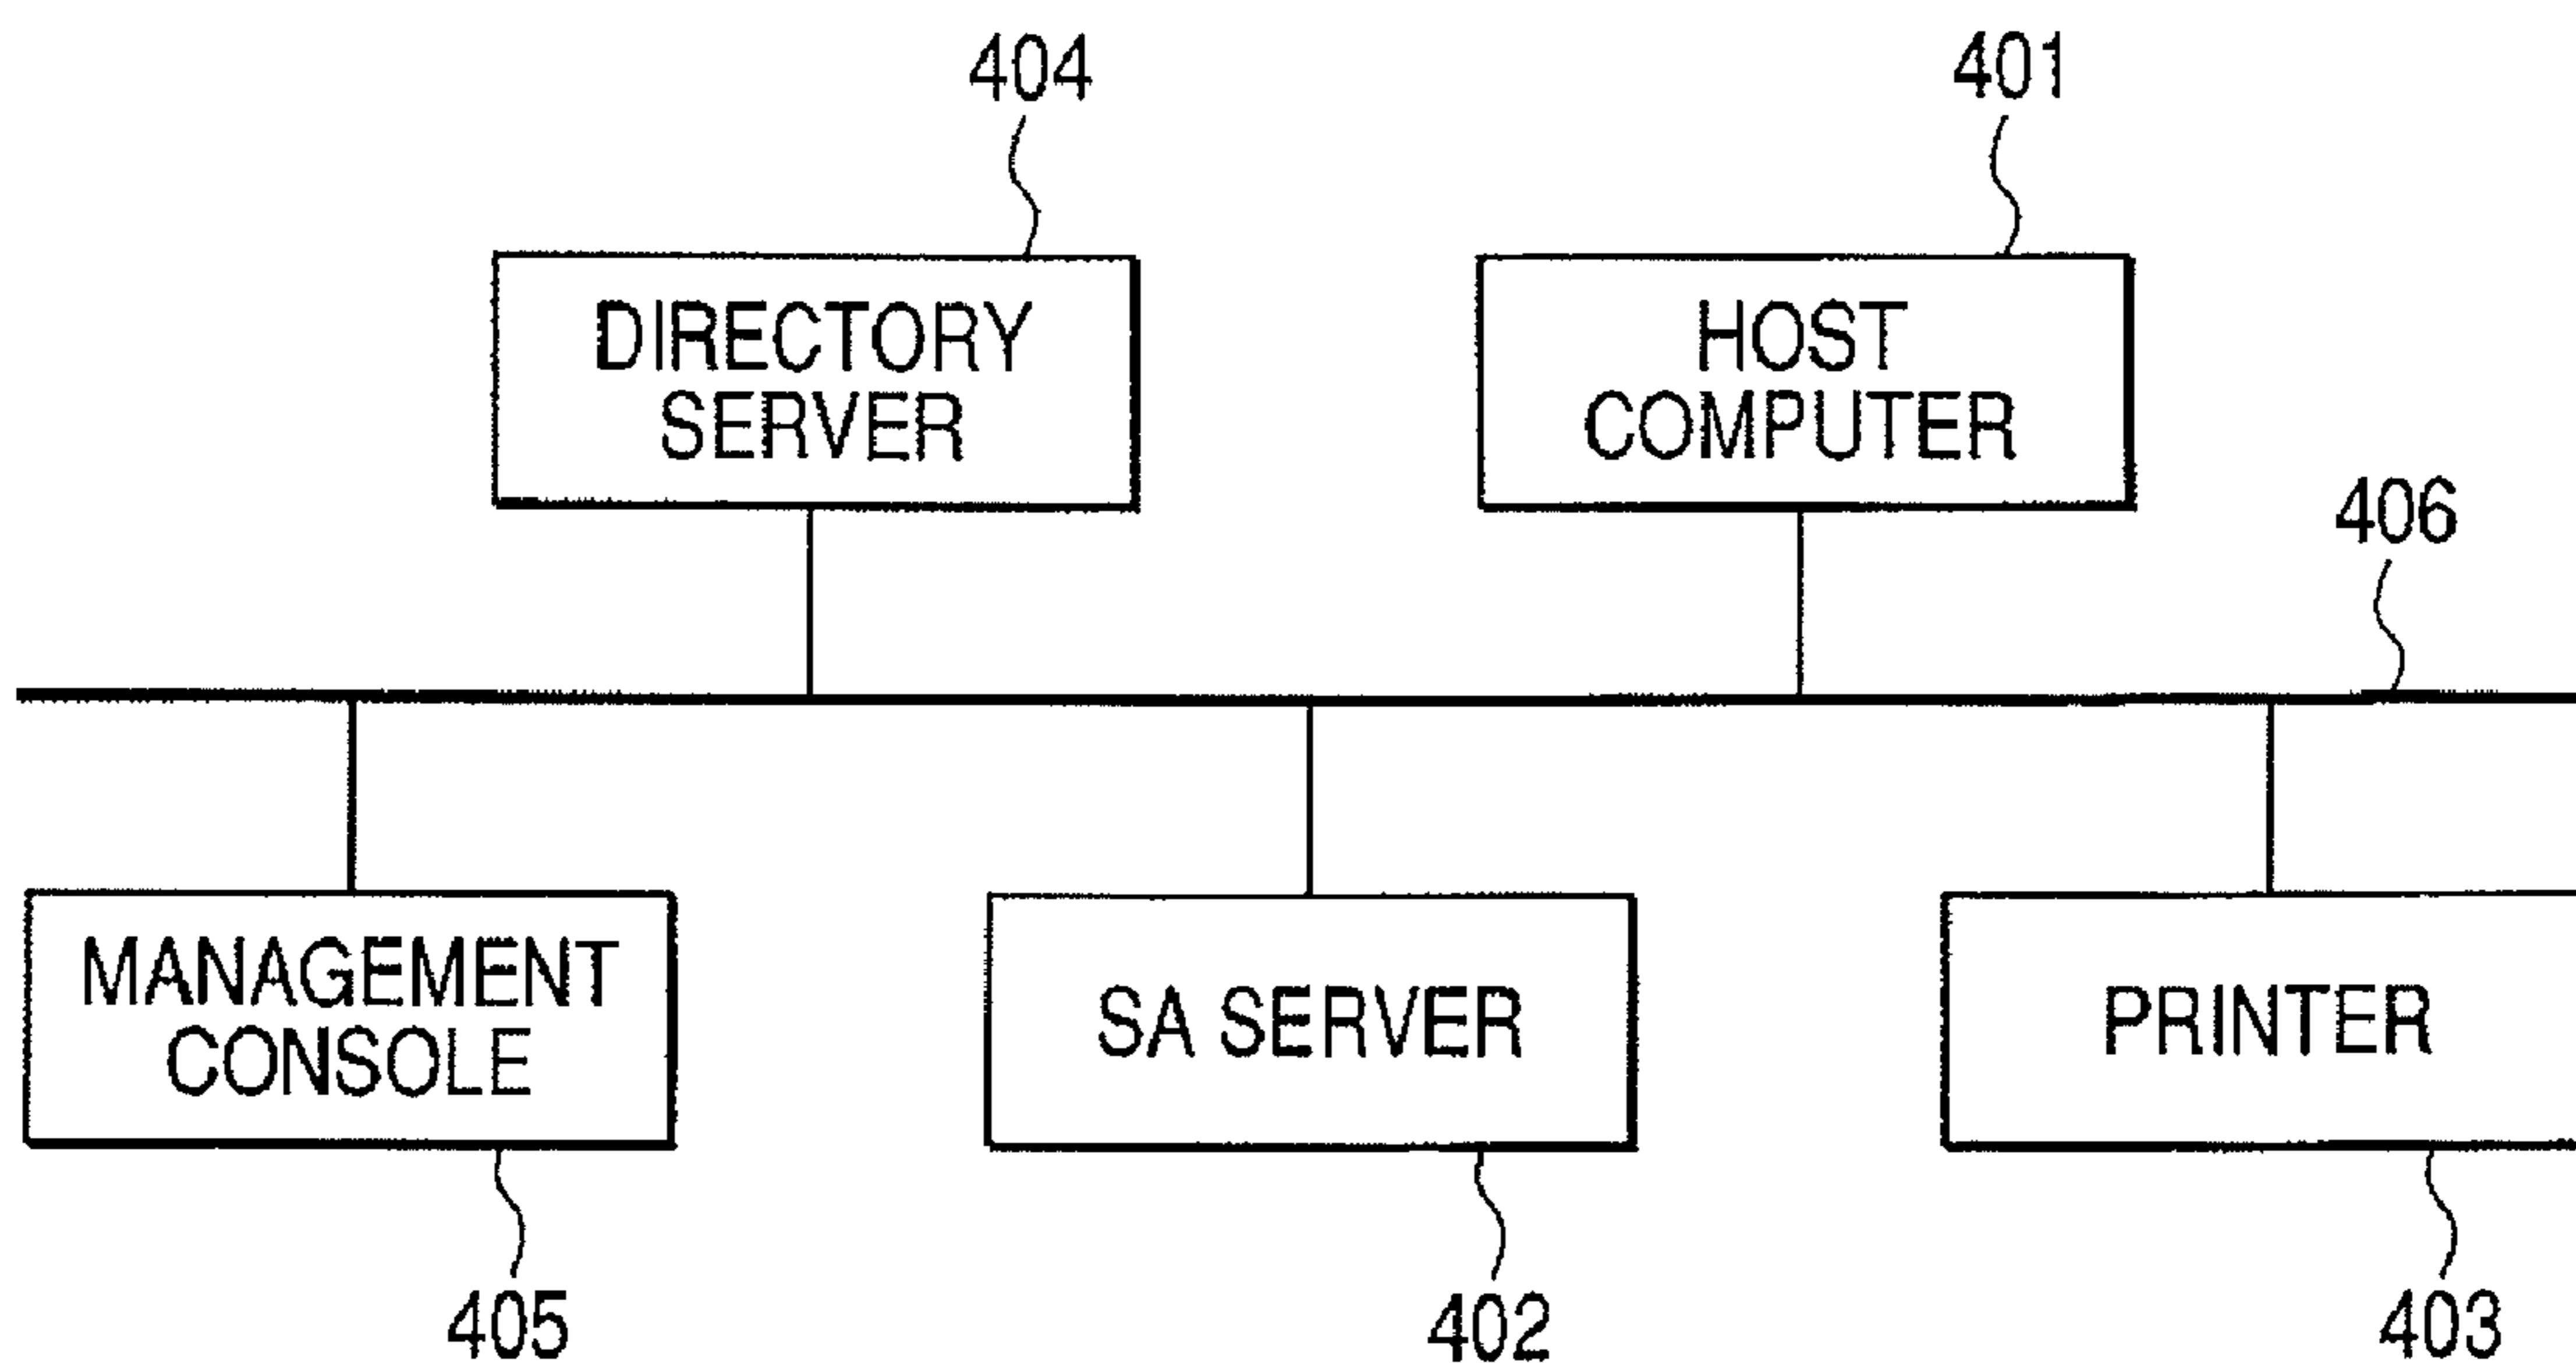 404
401
DIRECTORY
SERVER
HOST
COMPUTER
406
MANAGEMENT
CONSOLE
SA SERVER
PRINTER
405
402
403